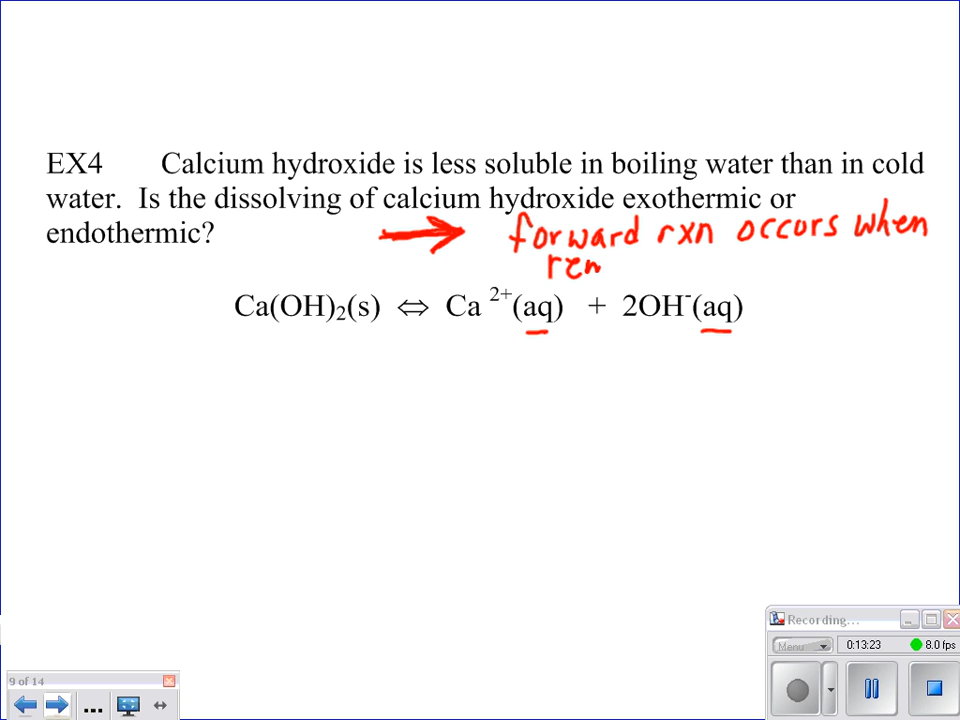 EX4 Calcium hydroxide is less soluble in boiling water than in cold
water. Is the dissolving of calcium hydroxide exothermic or
endothermic?
forward rxn occurs when
rem
Ca(OH)₂(s) ⇔ Ca ²⁺(aq) + 2OH⁻(aq)
Recording...
Menu 0:13:23 8.0 fps
9 of 14
...